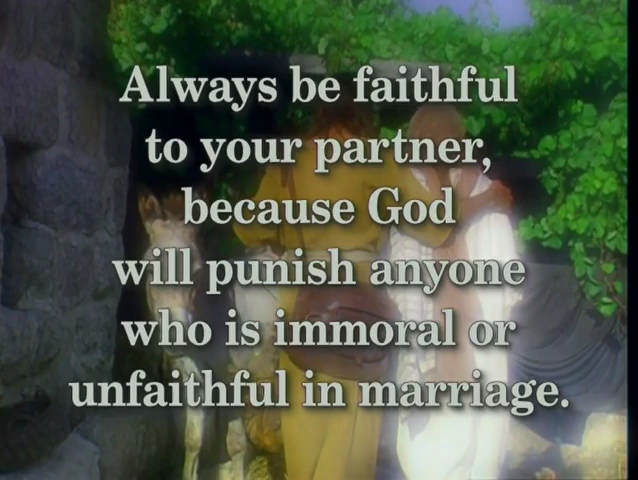 Always be faithful
to your partner,
because God
will punish anyone
who is immoral or
unfaithful in marriage.